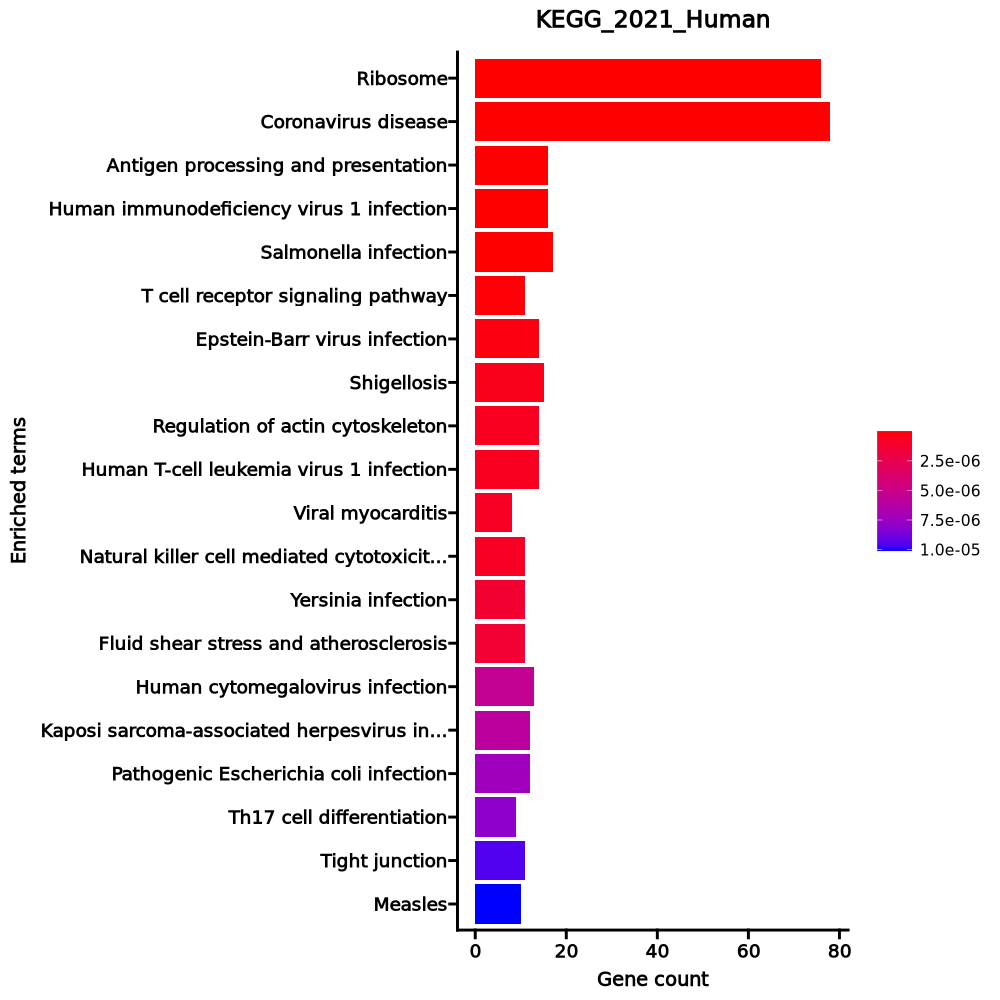 KEGG_2021_Human
Ribosome
Coronavirus disease
Antigen processing and presentation
Human immunodeficiency virus 1 infection
Salmonella infection
T cell receptor signaling pathway
Epstein-Barr virus infection
Shigellosis
Regulation of actin cytoskeleton
Human T-cell leukemia virus 1 infection
Viral myocarditis
Natural killer cell mediated cytotoxicit...
Yersinia infection
Fluid shear stress and atherosclerosis
Human cytomegalovirus infection
Kaposi sarcoma-associated herpesvirus in...
Pathogenic Escherichia coli infection
Th17 cell differentiation
Tight junction
Measles
Enriched terms
0 20 40 60 80
Gene count
2.5e-06
5.0e-06
7.5e-06
1.0e-05